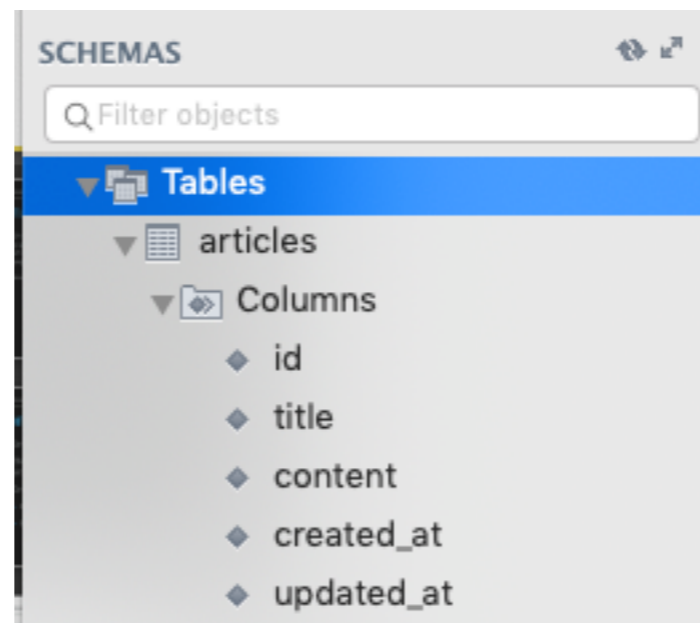 SCHEMAS
Filter objects
Tables
articles
Columns
id
title
content
created_at
updated_at